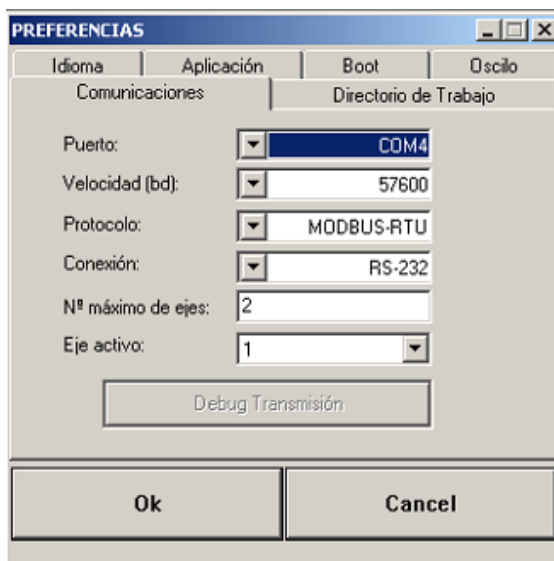 PREFERENCIAS
Idioma Aplicación Boot Oscilo
Comunicaciones Directorio de Trabajo
Puerto: COM4
Velocidad (bd): 57600
Protocolo: MODBUS-RTU
Conexión: RS-232
Nº máximo de ejes: 2
Eje activo: 1
Debug Transmisión
Ok Cancel